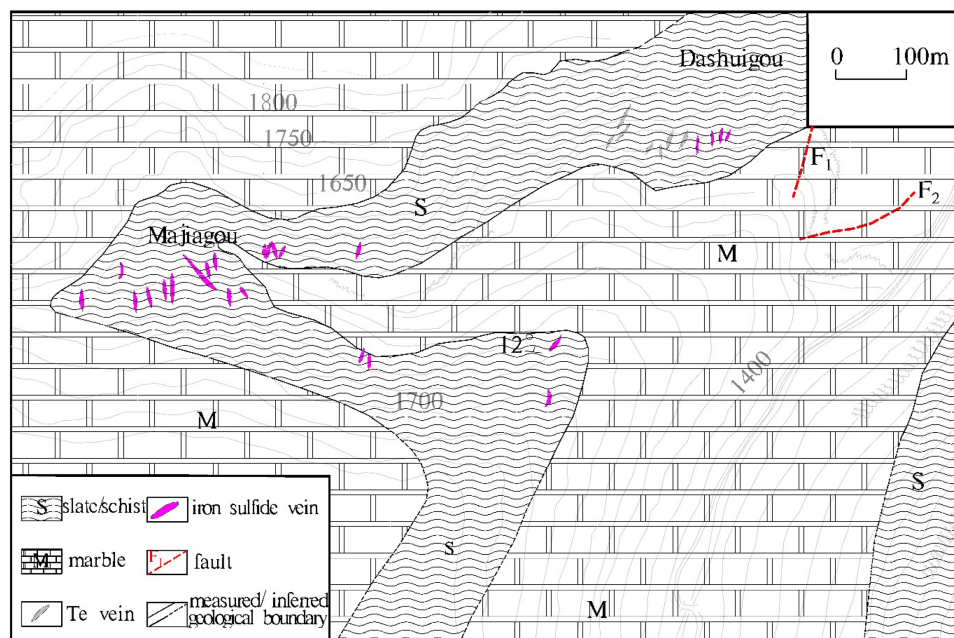 Dashuigou
0 100m
1800
1750
F1
1650
F2
S
Majiagou
M
12°
1400
1700
M
S
S
M
S slate/schist
iron sulfide vein
M marble
F1 fault
Te vein
measured/inferred
geological boundary